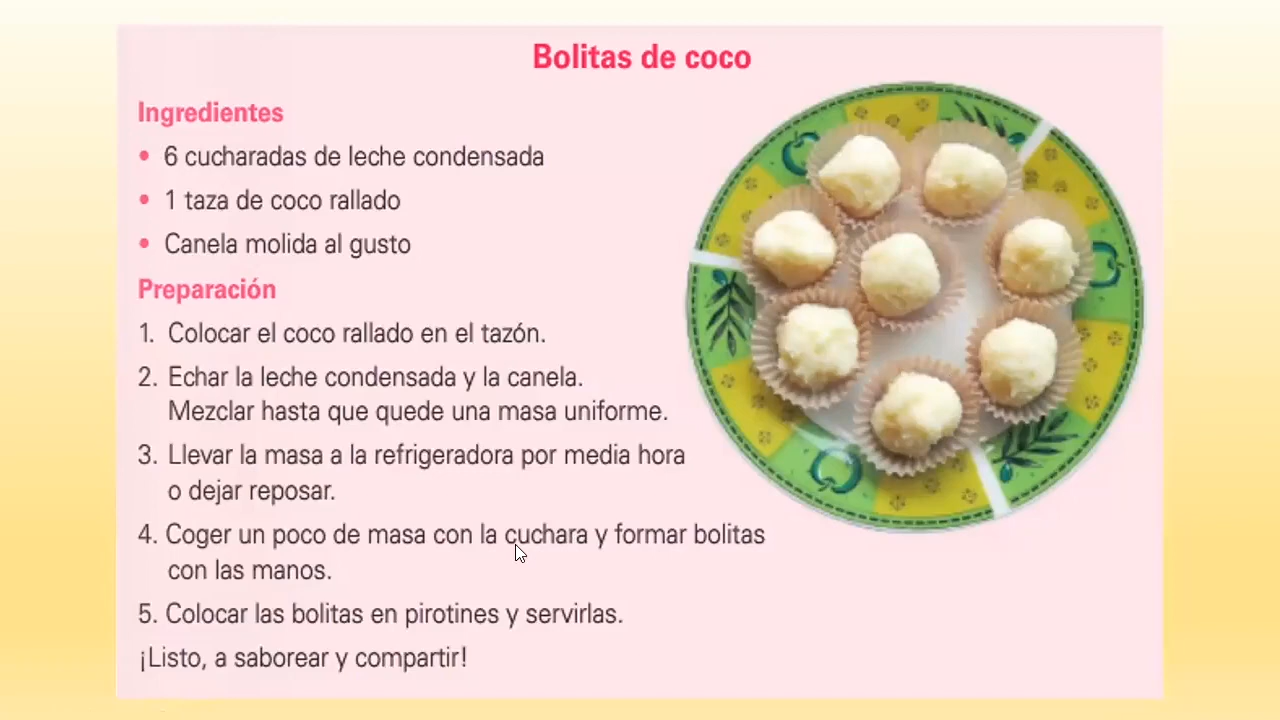 Bolitas de coco
Ingredientes
• 6 cucharadas de leche condensada
• 1 taza de coco rallado
• Canela molida al gusto
Preparación
1. Colocar el coco rallado en el tazón.
2. Echar la leche condensada y la canela.
Mezclar hasta que quede una masa uniforme.
3. Llevar la masa a la refrigeradora por media hora
o dejar reposar.
4. Coger un poco de masa con la cuchara y formar bolitas
con las manos.
5. Colocar las bolitas en pirotines y servirlas.
¡Listo, a saborear y compartir!